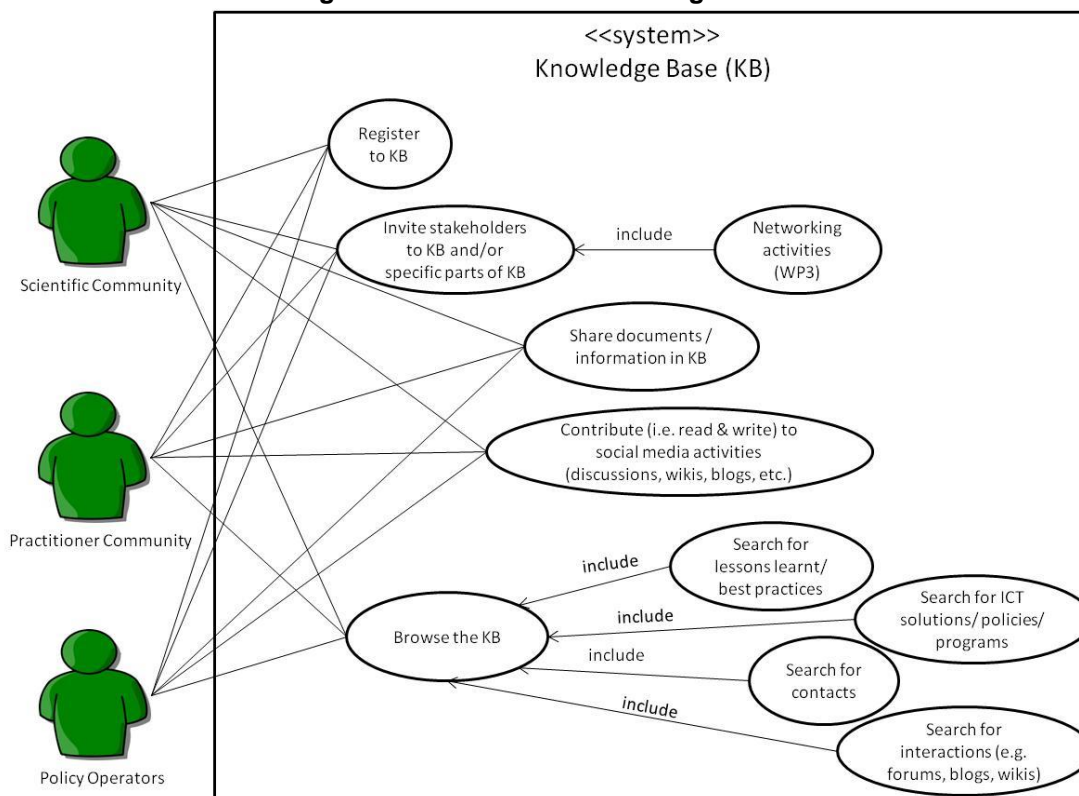 <<system>>
Knowledge Base (KB)
Register
to KB
Scientific Community
Invite stakeholders
to KB and/or
specific parts of KB
include
Networking
activities
(WP3)
Share documents /
information in KB
Practitioner Community
Contribute (i.e. read & write) to
social media activities
(discussions, wikis, blogs, etc.)
Policy Operators
Browse the KB
include
Search for
lessons learnt/
best practices
include
Search for ICT
solutions/ policies/
programs
include
Search for
contacts
include
Search for
interactions (e.g.
forums, blogs, wikis)